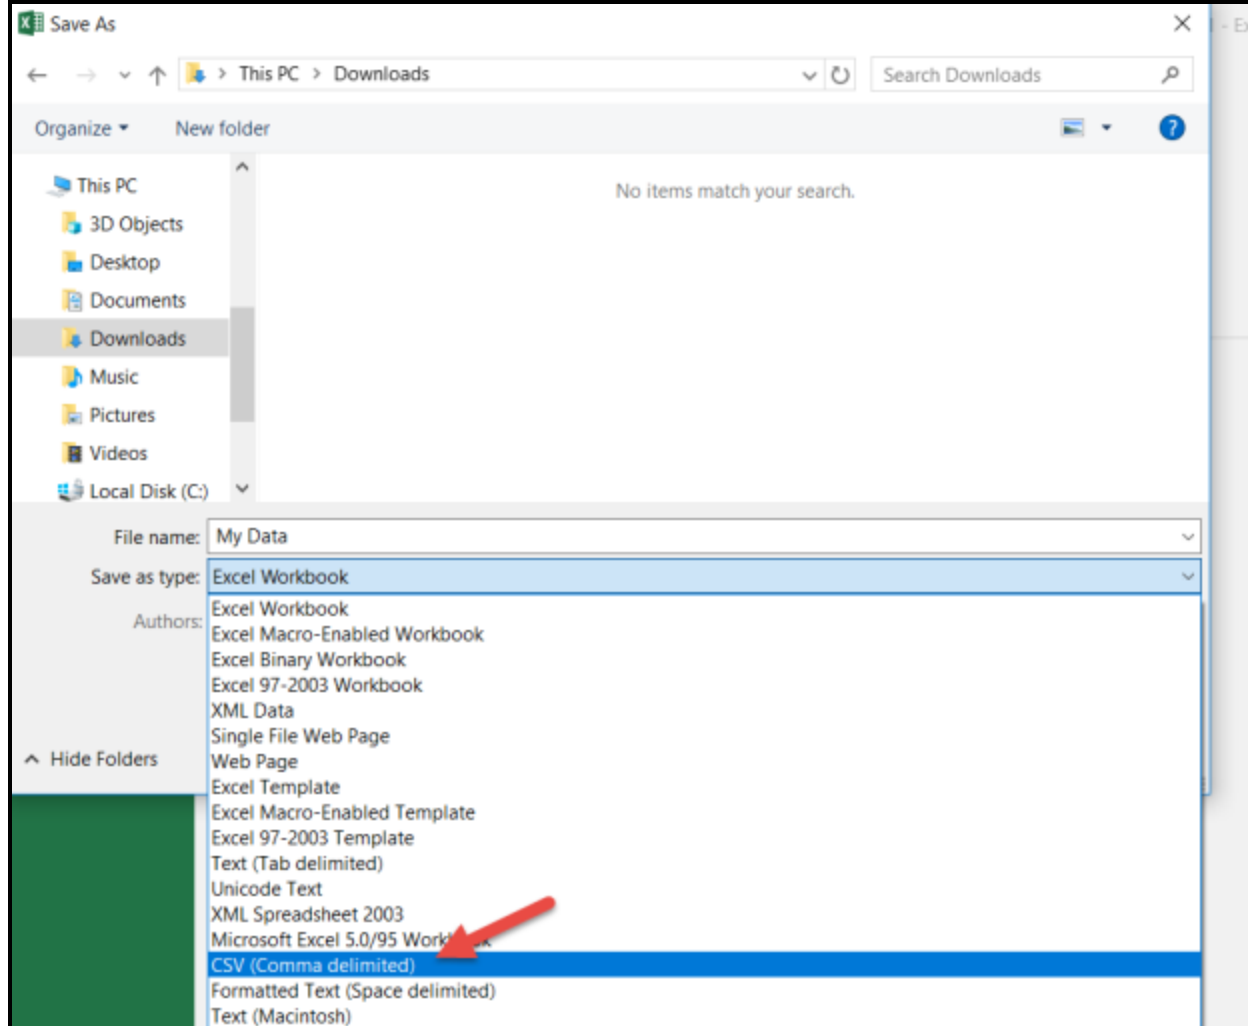 Save As
- Ex
This PC > Downloads
Search Downloads
Organize
New folder
?
This PC
3D Objects
Desktop
Documents
Downloads
Music
Pictures
Videos
Local Disk (C:)
No items match your search.
File name: My Data
Save as type: Excel Workbook
Authors:
Excel Workbook
Excel Macro-Enabled Workbook
Excel Binary Workbook
Excel 97-2003 Workbook
XML Data
Single File Web Page
Hide Folders
Web Page
Excel Template
Excel Macro-Enabled Template
Excel 97-2003 Template
Text (Tab delimited)
Unicode Text
XML Spreadsheet 2003
Microsoft Excel 5.0/95 Workbook
CSV (Comma delimited)
Formatted Text (Space delimited)
Text (Macintosh)